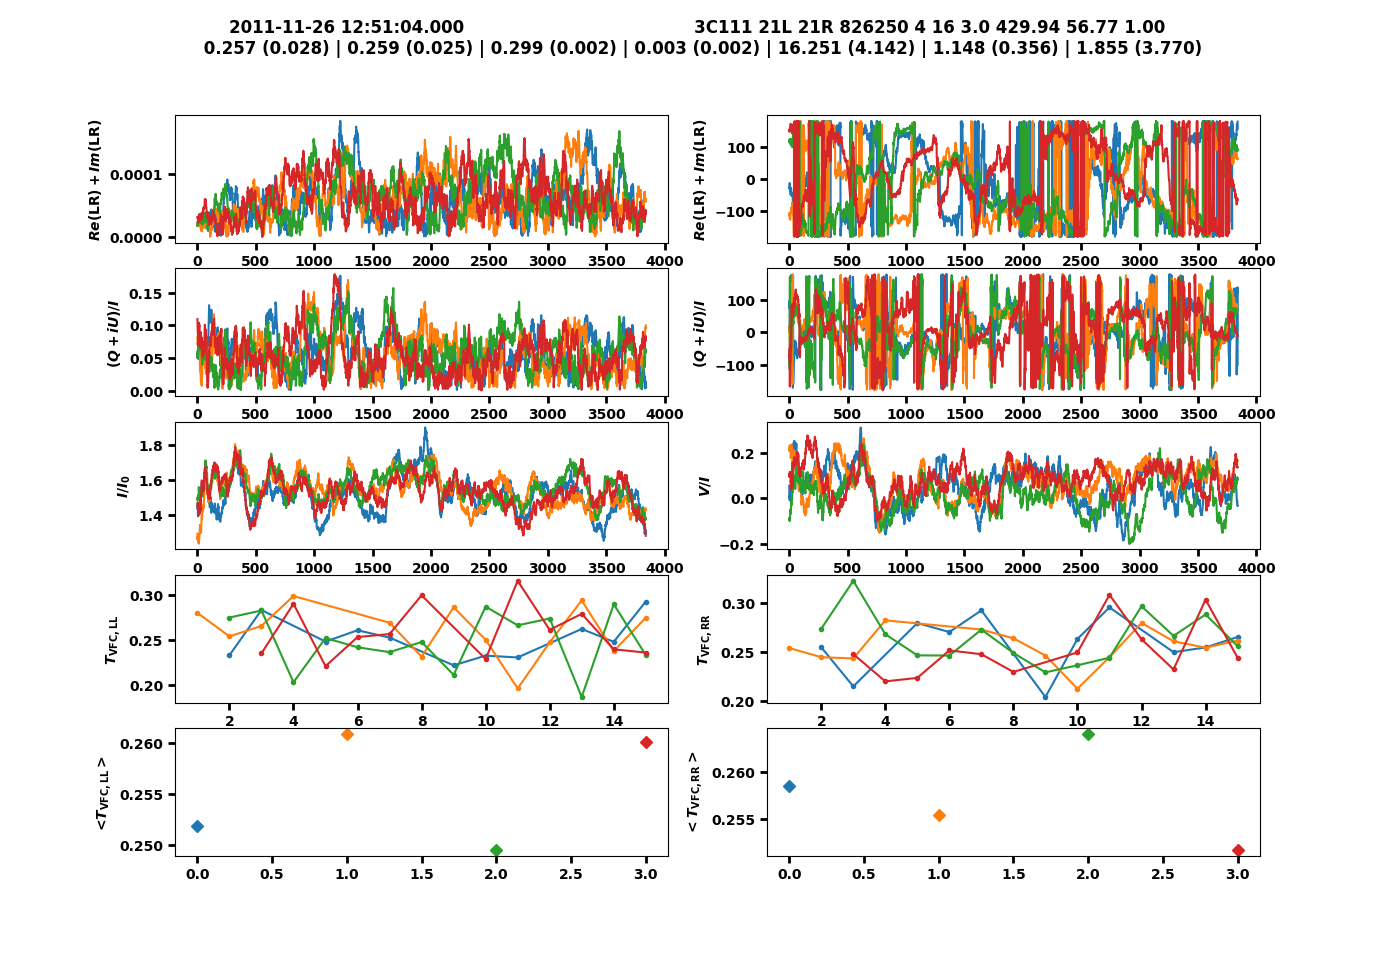 2011-11-26 12:51:04.000 3C111 21L 21R 826250 4 16 3.0 429.94 56.77 1.00
0.257 (0.028) | 0.259 (0.025) | 0.299 (0.002) | 0.003 (0.002) | 16.251 (4.142) | 1.148 (0.356) | 1.855 (3.770)
Re(LR) + Im(LR)
0.0001
0.0000
0 500 1000 1500 2000 2500 3000 3500 4000
Re(LR) + Im(LR)
100
0
−100
0 500 1000 1500 2000 2500 3000 3500 4000
(Q + iU)/I
0.15
0.10
0.05
0.00
0 500 1000 1500 2000 2500 3000 3500 4000
(Q + iU)/I
100
0
−100
0 500 1000 1500 2000 2500 3000 3500 4000
I/I0
1.8
1.6
1.4
0 500 1000 1500 2000 2500 3000 3500 4000
V/I
0.2
0.0
−0.2
0 500 1000 1500 2000 2500 3000 3500 4000
TVFC, LL
0.30
0.25
0.20
2 4 6 8 10 12 14
TVFC, RR
0.30
0.25
0.20
2 4 6 8 10 12 14
<TVFC, LL >
0.260
0.255
0.250
0.0 0.5 1.0 1.5 2.0 2.5 3.0
< TVFC, RR >
0.260
0.255
0.0 0.5 1.0 1.5 2.0 2.5 3.0